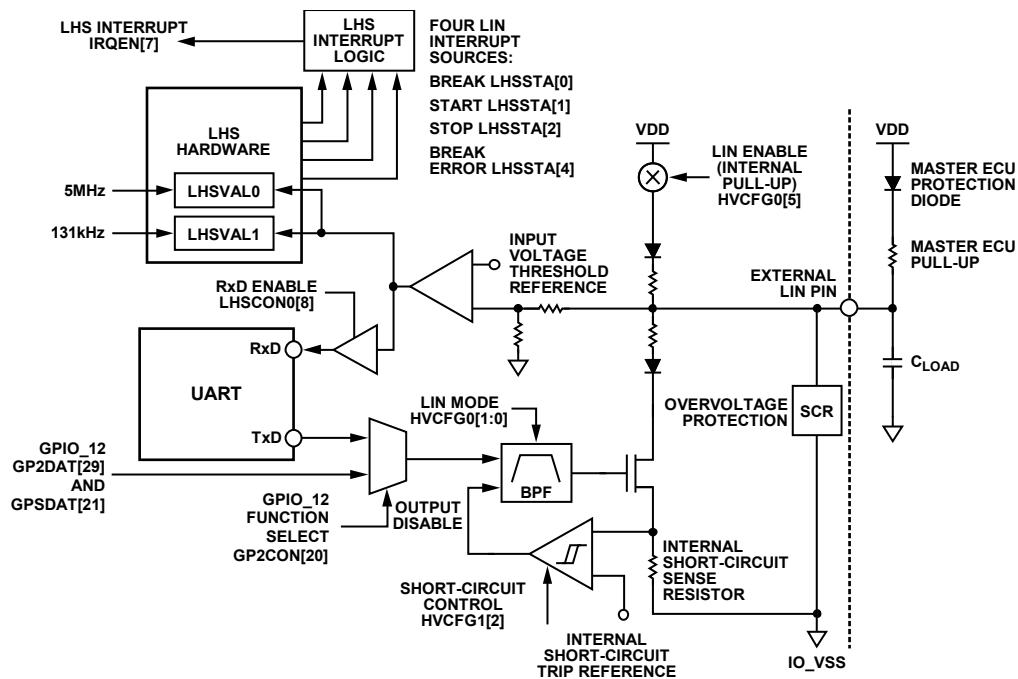 LHS INTERRUPT
IRQEN[7]
LHS
INTERRUPT
LOGIC
FOUR LIN
INTERRUPT
SOURCES:
BREAK LHSSTA[0]
START LHSSTA[1]
STOP LHSSTA[2]
BREAK
ERROR LHSSTA[4]
LHS
HARDWARE
5MHz
LHSVAL0
131kHz
LHSVAL1
VDD
LIN ENABLE
(INTERNAL
PULL-UP)
HVCFG0[5]
VDD
MASTER ECU
PROTECTION
DIODE
MASTER ECU
PULL-UP
INPUT
VOLTAGE
THRESHOLD
REFERENCE
EXTERNAL
LIN PIN
RxD ENABLE
LHSCON0[8]
RxD
UART
TxD
CLOAD
OVERVOLTAGE
PROTECTION
SCR
LIN MODE
HVCFG0[1:0]
BPF
GPIO_12
GP2DAT[29]
AND
GPSDAT[21]
GPIO_12
FUNCTION
SELECT
GP2CON[20]
OUTPUT
DISABLE
SHORT-CIRCUIT
CONTROL
HVCFG1[2]
INTERNAL
SHORT-CIRCUIT
SENSE
RESISTOR
INTERNAL
SHORT-CIRCUIT
TRIP REFERENCE
IO_VSS